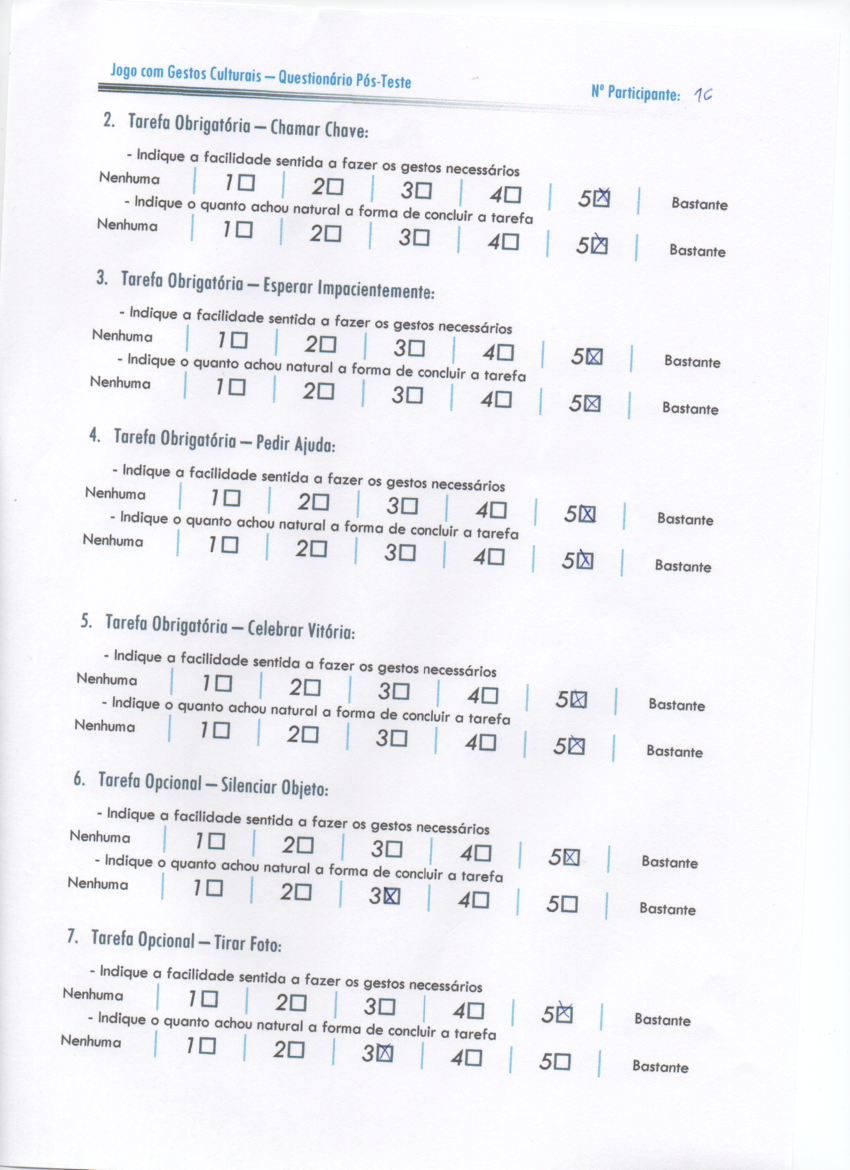 Jogo com Gestos Culturais – Questionário Pós-Teste
Nº Participante: 16
2. Tarefa Obrigatória – Chamar Chave:
- Indique a facilidade sentida a fazer os gestos necessários
Nenhuma | 1☐ | 2☐ | 3☐ | 4☐ | 5☒ | Bastante
- Indique o quanto achou natural a forma de concluir a tarefa
Nenhuma | 1☐ | 2☐ | 3☐ | 4☐ | 5☒ | Bastante
3. Tarefa Obrigatória – Esperar Impacientemente:
- Indique a facilidade sentida a fazer os gestos necessários
Nenhuma | 1☐ | 2☐ | 3☐ | 4☐ | 5☒ | Bastante
- Indique o quanto achou natural a forma de concluir a tarefa
Nenhuma | 1☐ | 2☐ | 3☐ | 4☐ | 5☒ | Bastante
4. Tarefa Obrigatória – Pedir Ajuda:
- Indique a facilidade sentida a fazer os gestos necessários
Nenhuma | 1☐ | 2☐ | 3☐ | 4☐ | 5☒ | Bastante
- Indique o quanto achou natural a forma de concluir a tarefa
Nenhuma | 1☐ | 2☐ | 3☐ | 4☐ | 5☒ | Bastante
5. Tarefa Obrigatória – Celebrar Vitória:
- Indique a facilidade sentida a fazer os gestos necessários
Nenhuma | 1☐ | 2☐ | 3☐ | 4☐ | 5☒ | Bastante
- Indique o quanto achou natural a forma de concluir a tarefa
Nenhuma | 1☐ | 2☐ | 3☐ | 4☐ | 5☒ | Bastante
6. Tarefa Opcional – Silenciar Objeto:
- Indique a facilidade sentida a fazer os gestos necessários
Nenhuma | 1☐ | 2☐ | 3☐ | 4☐ | 5☒ | Bastante
- Indique o quanto achou natural a forma de concluir a tarefa
Nenhuma | 1☐ | 2☐ | 3☒ | 4☐ | 5☐ | Bastante
7. Tarefa Opcional – Tirar Foto:
- Indique a facilidade sentida a fazer os gestos necessários
Nenhuma | 1☐ | 2☐ | 3☐ | 4☐ | 5☒ | Bastante
- Indique o quanto achou natural a forma de concluir a tarefa
Nenhuma | 1☐ | 2☐ | 3☒ | 4☐ | 5☐ | Bastante